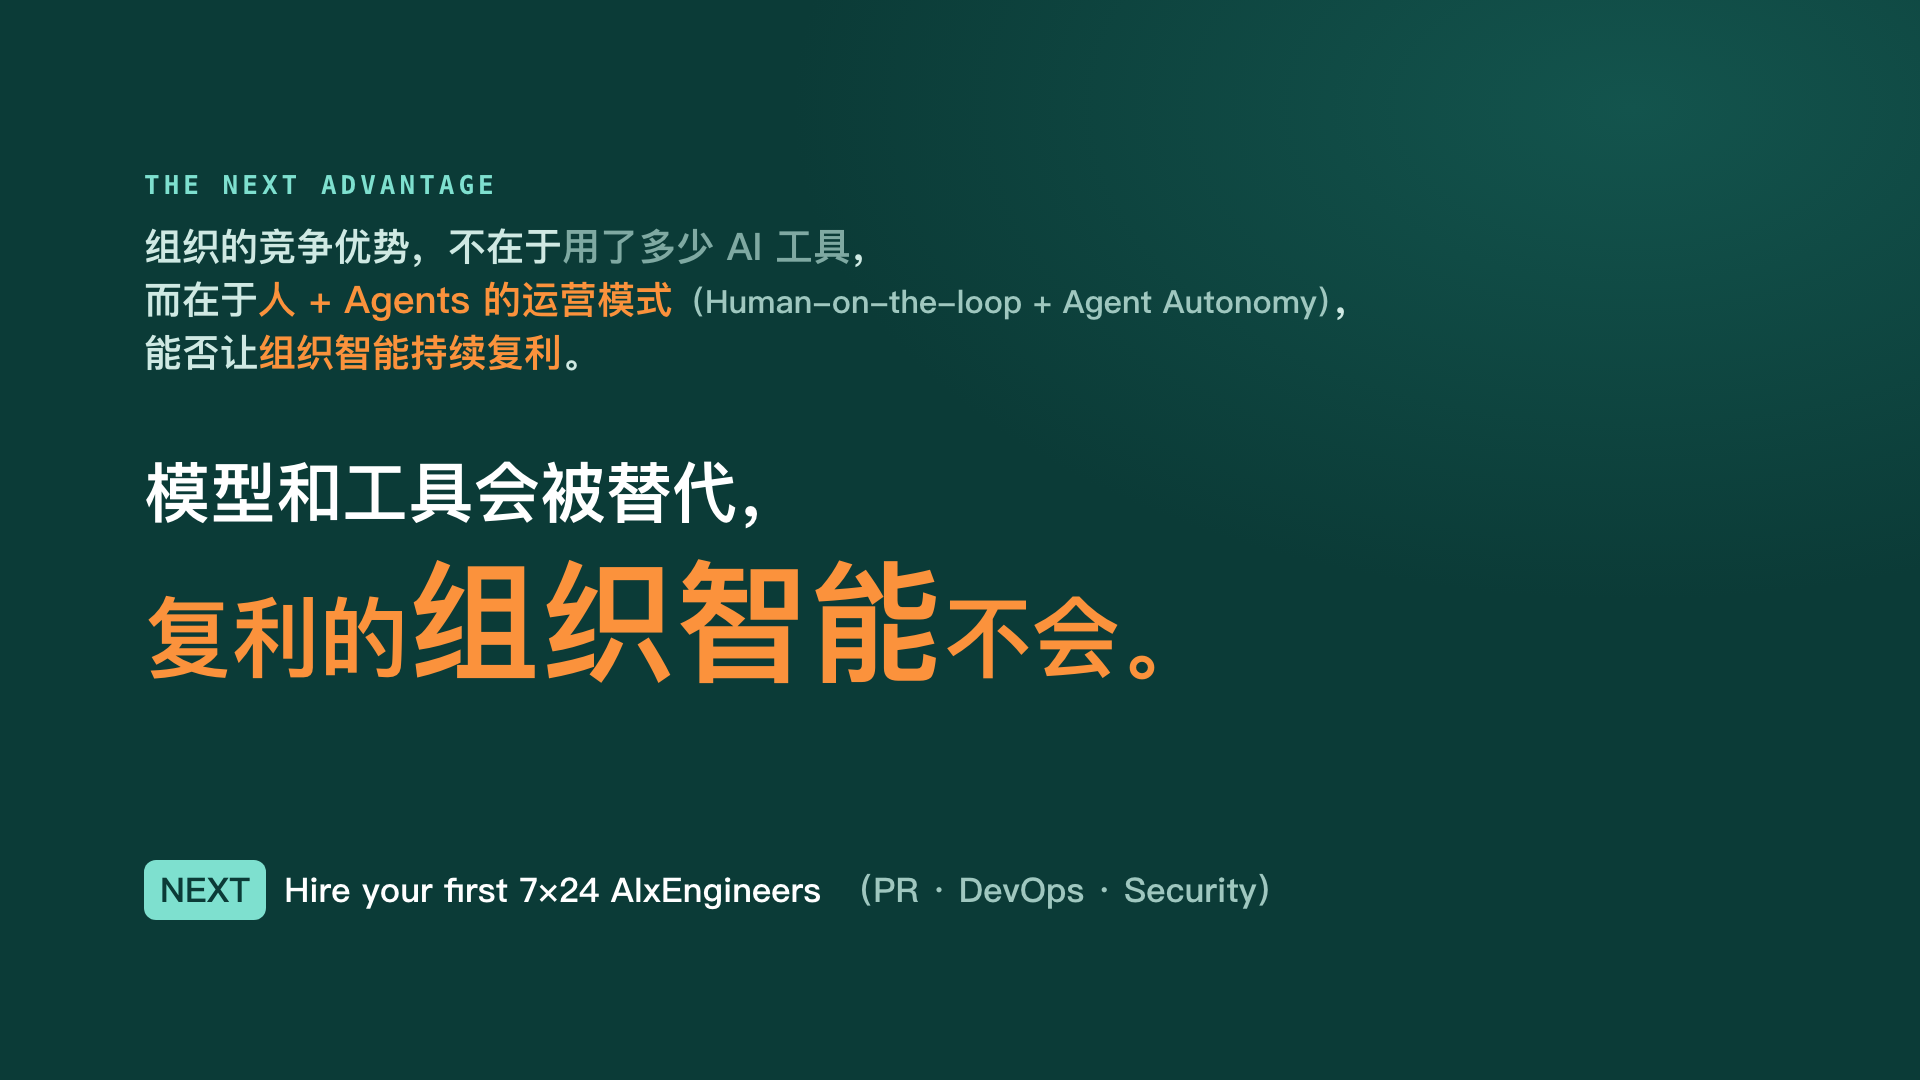 THE NEXT ADVANTAGE
组织的竞争优势，不在于用了多少 AI 工具，
而在于人 + Agents 的运营模式（Human-on-the-loop + Agent Autonomy），
能否让组织智能持续复利。
模型和工具会被替代，
复利的组织智能不会。
NEXT Hire your first 7×24 AIxEngineers （PR · DevOps · Security）